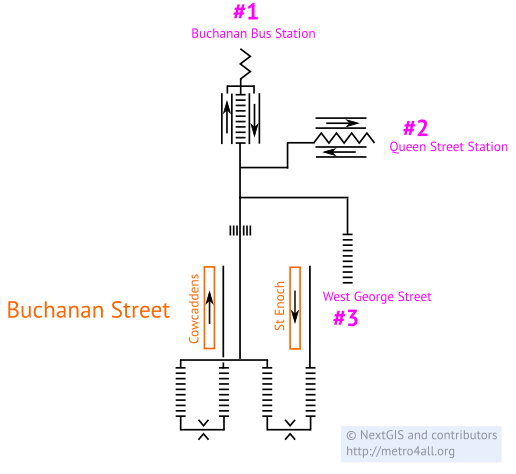 #1
Buchanan Bus Station
#2
Queen Street Station
West George Street
#3
Buchanan Street
Cowcaddens
St Enoch
© NextGIS and contributors
http://metro4all.org